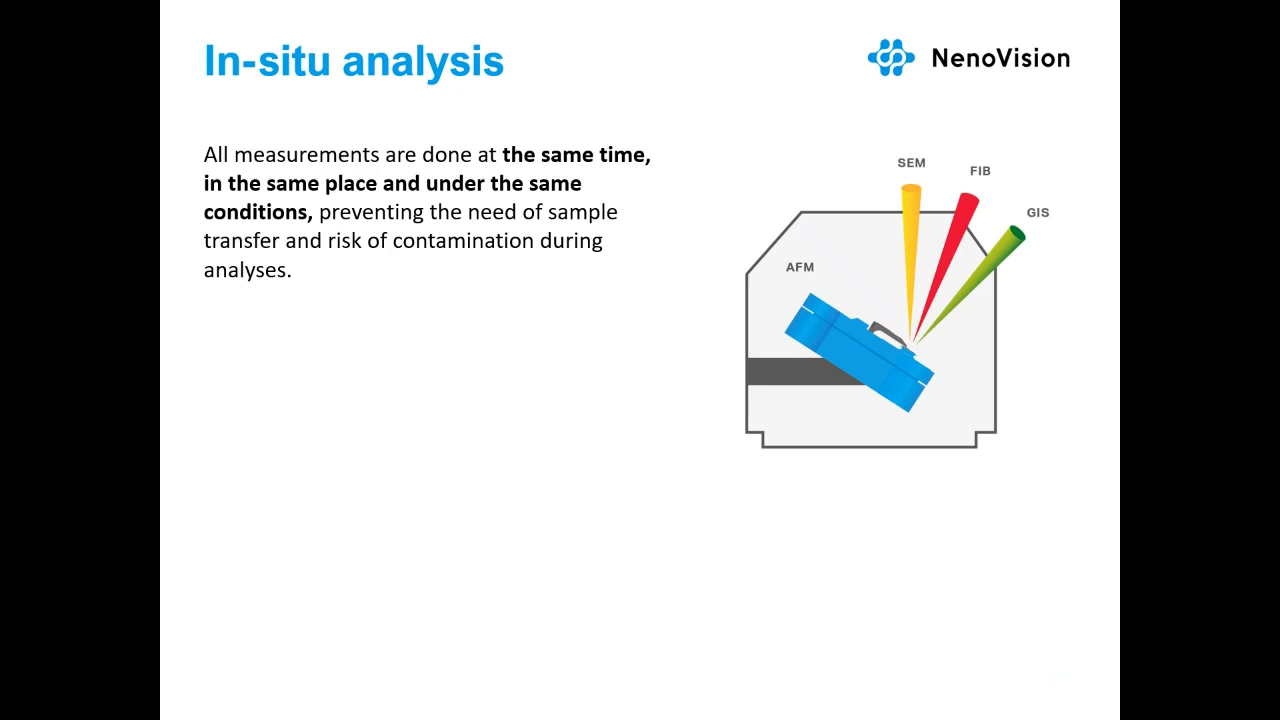 In-situ analysis
NenoVision
All measurements are done at the same time,
in the same place and under the same
conditions, preventing the need of sample
transfer and risk of contamination during
analyses.
SEM
FIB
GIS
AFM